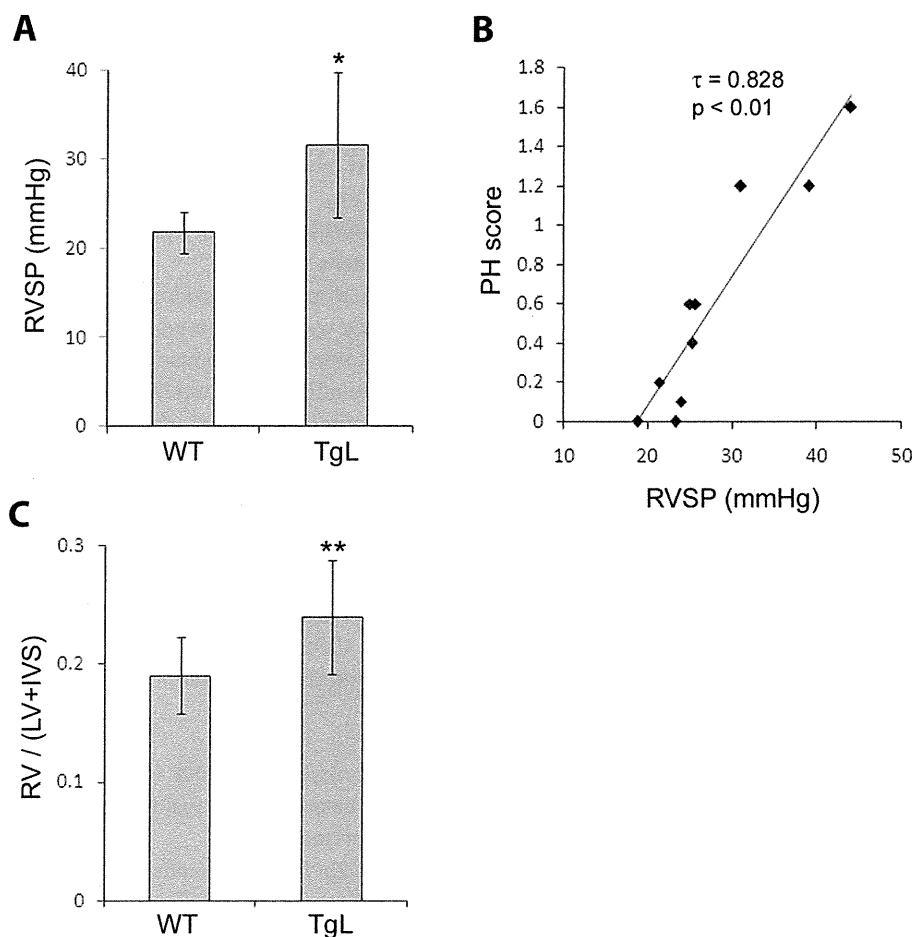 A
*
40
30
20
10
0
RVSP (mmHg)
WT TgL
B
τ = 0.828
p < 0.01
1.8
1.6
1.4
1.2
1
0.8
0.6
0.4
0.2
0
PH score
10 20 30 40 50
RVSP (mmHg)
C
**
0.3
0.2
0.1
0
RV / (LV+IVS)
WT TgL